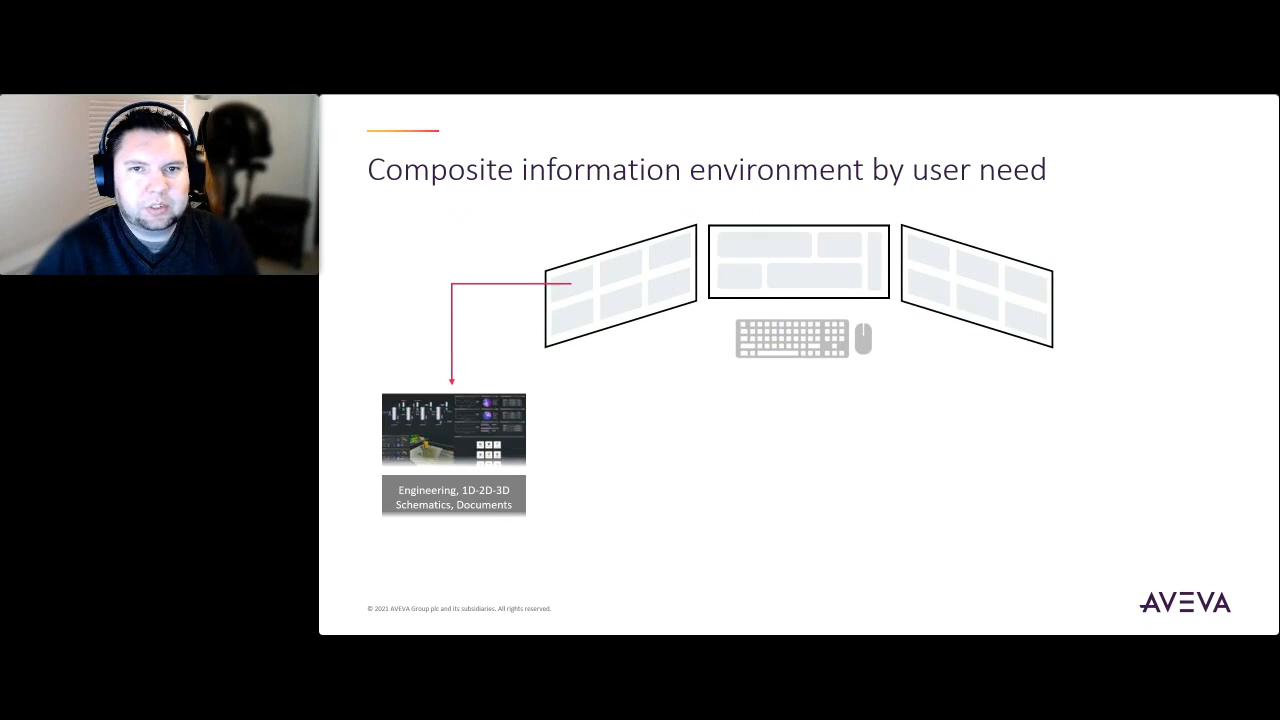 Composite information environment by user need
Engineering, 1D-2D-3D
Schematics, Documents
© 2021 AVEVA Group plc and its subsidiaries. All rights reserved.
AVEVA